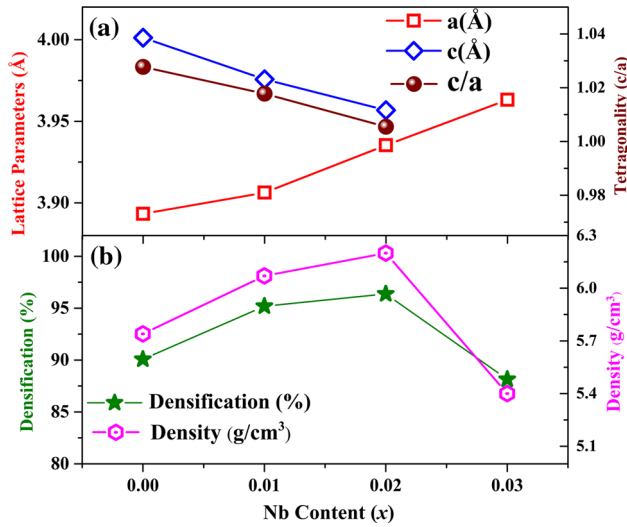 (a)
a(Å)
c(Å)
c/a
Lattice Parameters (Å)
4.00
3.95
3.90
1.04
1.02
1.00
0.98
0.96
Tetragonality (c/a)
(b)
Densification (%)
100
95
90
85
80
6.3
6.0
5.7
5.4
5.1
Density (g/cm³)
Densification (%)
Density (g/cm³)
0.00 0.01 0.02 0.03
Nb Content (x)